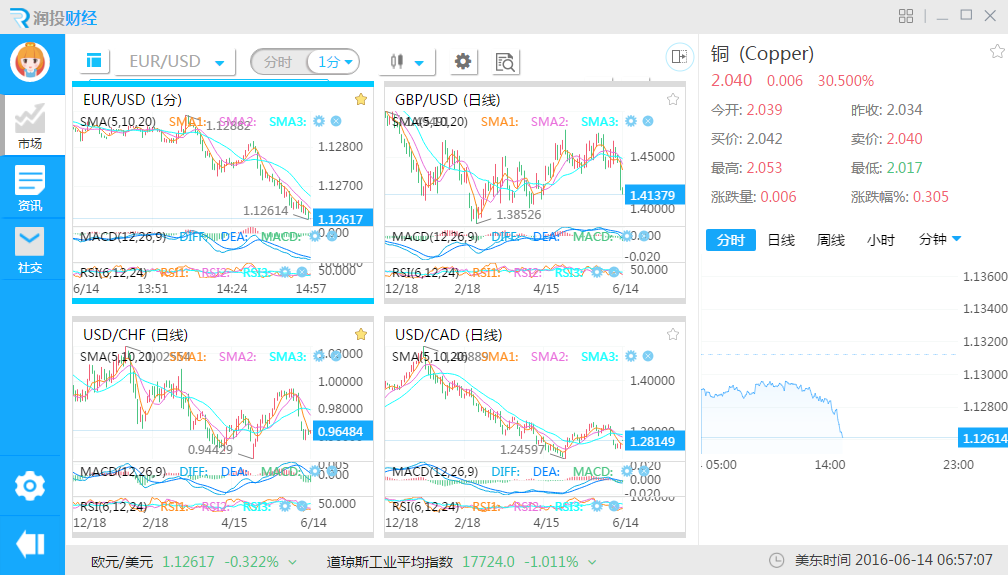 润投财经
市场
资讯
社交
EUR/USD 分时 1分
EUR/USD (1分)
SMA(5,10,20) SMA1: SMA2: SMA3:
1.12882
1.12800
1.12700
1.12614
1.12617
0.000
MACD(12,26,9) DIFF: DEA: MACD:
RSI(6,12,24) RSI1: RSI2: RSI3:
50.000
6/14 13:51 14:24 14:57
GBP/USD (日线)
SMA(5,10,20) SMA1: SMA2: SMA3:
1.45000
1.41379
1.40000
1.38526
MACD(12,26,9) DIFF: DEA: MACD:
0.000
-0.020
RSI(6,12,24) RSI1: RSI2: RSI3:
50.000
12/18 2/18 4/15 6/14
USD/CHF (日线)
SMA(5,10,20) SMA1: SMA2: SMA3:
1.02000
1.00000
0.98000
0.96484
0.94429
MACD(12,26,9) DIFF: DEA: MACD:
0.005
0.000
RSI(6,12,24) RSI1: RSI2: RSI3:
50.000
12/18 2/18 4/15 6/14
USD/CAD (日线)
SMA(5,10,20) SMA1: SMA2: SMA3:
1.40000
1.28149
1.24597
MACD(12,26,9) DIFF: DEA: MACD:
0.020
0.000
-0.020
RSI(6,12,24) RSI1: RSI2: RSI3:
12/18 2/18 4/15 6/14
铜 (Copper)
2.040 0.006 30.500%
今开: 2.039 昨收: 2.034
买价: 2.042 卖价: 2.040
最高: 2.053 最低: 2.017
涨跌量: 0.006 涨跌幅%: 0.305
分时 日线 周线 小时 分钟
1.13600
1.13400
1.13200
1.13000
1.12800
1.12614
05:00 14:00 23:00
欧元/美元 1.12617 -0.322% 道琼斯工业平均指数 17724.0 -1.011% 美东时间 2016-06-14 06:57:07